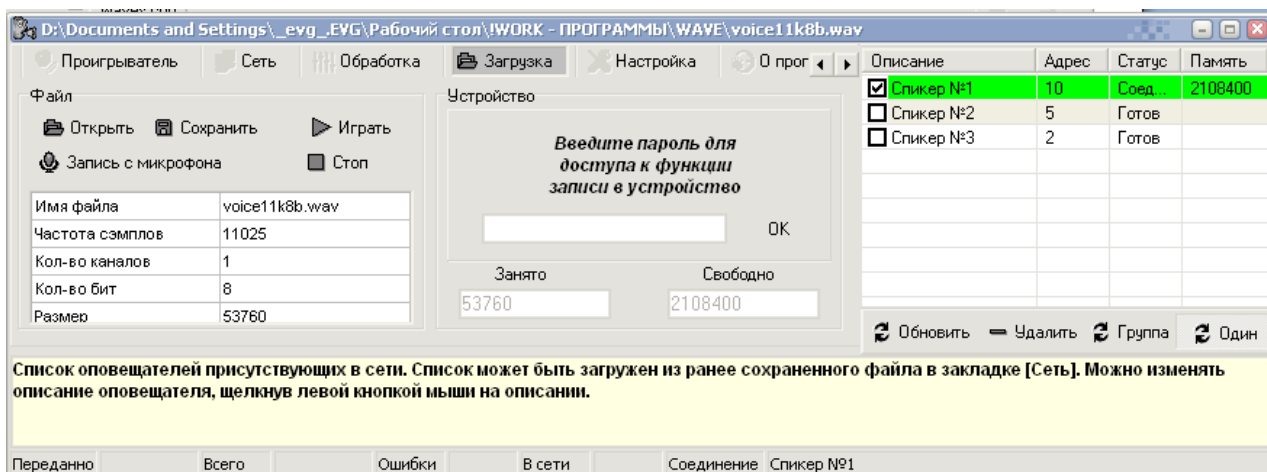 D:\Documents and Settings\_evg_.EVG\Рабочий стол\!WORK - ПРОГРАММЫ\WAVE\voice11k8b.wav
Проигрыватель Сеть Обработка Загрузка Настройка О прог
Файл
Открыть Сохранить Играть
Запись с микрофона Стоп
Имя файла voice11k8b.wav
Частота сэмплов 11025
Кол-во каналов 1
Кол-во бит 8
Размер 53760
Устройство
Введите пароль для
доступа к функции
записи в устройство
OK
Занято Свободно
53760 2108400
Описание Адрес Статус Память
Спикер №1 10 Соед... 2108400
Спикер №2 5 Готов
Спикер №3 2 Готов
Обновить Удалить Группа Один
Список оповещателей присутствующих в сети. Список может быть загружен из ранее сохраненного файла в закладке [Сеть]. Можно изменять
описание оповещателя, щелкнув левой кнопкой мыши на описании.
Переданно Всего Ошибки В сети Соединение Спикер №1